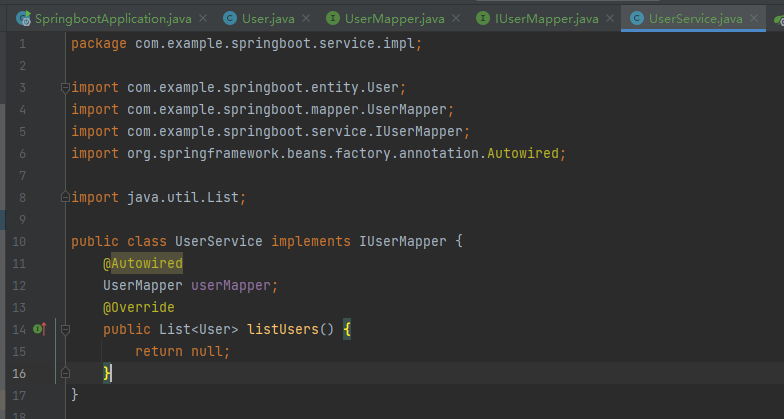 SpringbootApplication.java × User.java × UserMapper.java × IUserMapper.java × UserService.java ×
1 package com.example.springboot.service.impl;
2
3 import com.example.springboot.entity.User;
4 import com.example.springboot.mapper.UserMapper;
5 import com.example.springboot.service.IUserMapper;
6 import org.springframework.beans.factory.annotation.Autowired;
7
8 import java.util.List;
9
10 public class UserService implements IUserMapper {
11 @Autowired
12 UserMapper userMapper;
13 @Override
14 public List<User> listUsers() {
15 return null;
16 }
17 }
18